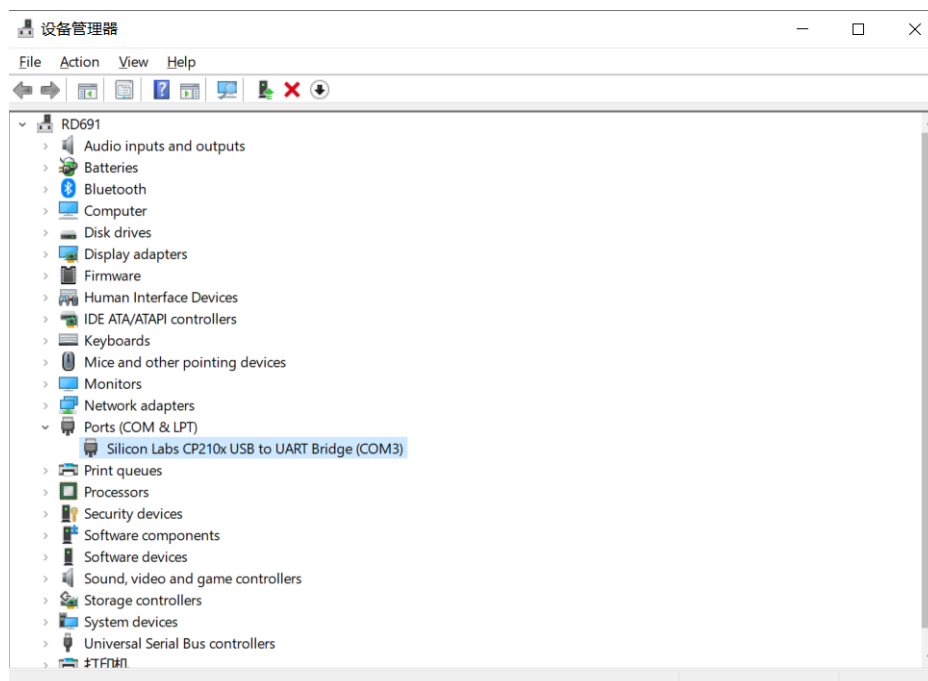 设备管理器
File Action View Help
RD691
Audio inputs and outputs
Batteries
Bluetooth
Computer
Disk drives
Display adapters
Firmware
Human Interface Devices
IDE ATA/ATAPI controllers
Keyboards
Mice and other pointing devices
Monitors
Network adapters
Ports (COM & LPT)
Silicon Labs CP210x USB to UART Bridge (COM3)
Print queues
Processors
Security devices
Software components
Software devices
Sound, video and game controllers
Storage controllers
System devices
Universal Serial Bus controllers
打印机